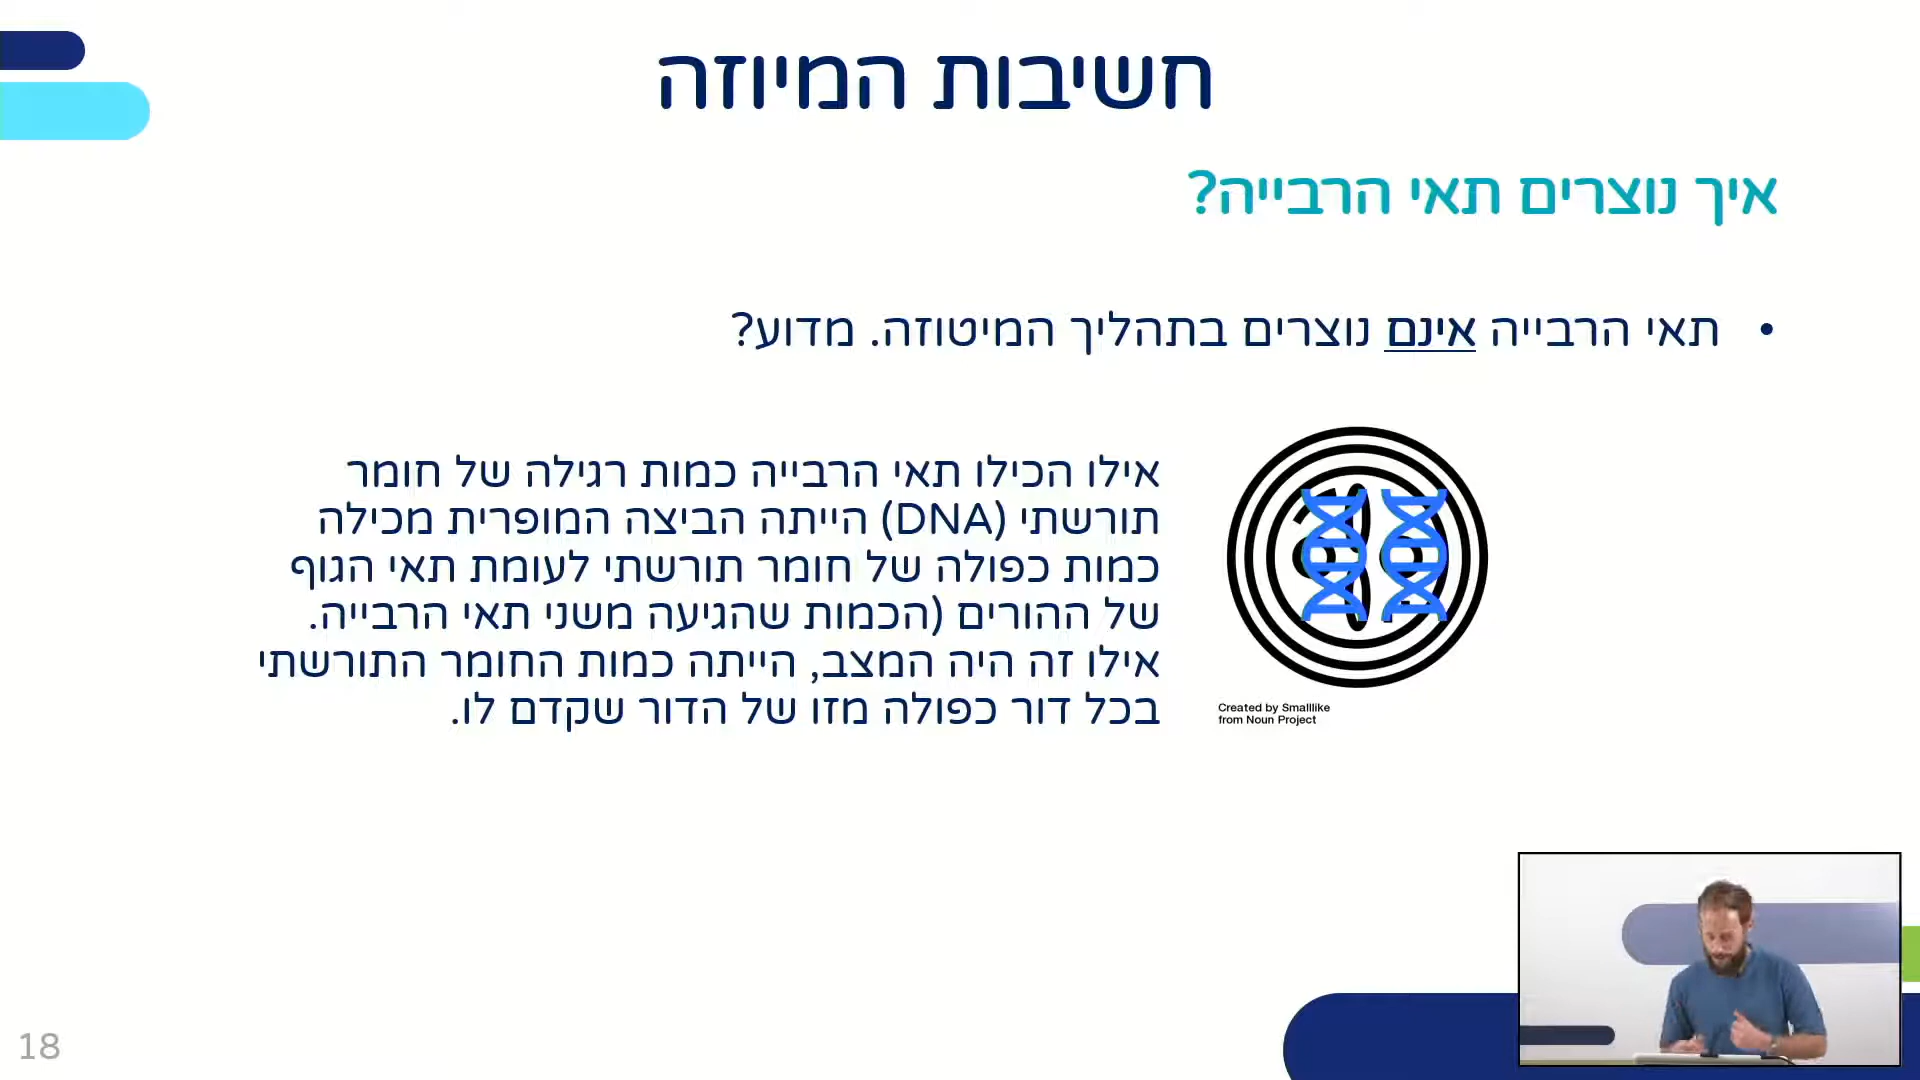 חשיבות המיוזה
איך נוצרים תאי הרבייה?
• תאי הרבייה אינם נוצרים בתהליך המיטוזה. מדוע?
אילו הכילו תאי הרבייה כמות רגילה של חומר
תורשתי (DNA) הייתה הביצה המופרית מכילה
כמות כפולה של חומר תורשתי לעומת תאי הגוף
של ההורים (הכמות שהגיעה משני תאי הרבייה.
אילו זה היה המצב, הייתה כמות החומר התורשתי
בכל דור כפולה מזו של הדור שקדם לו.
Created by Smalllike
from Noun Project
18